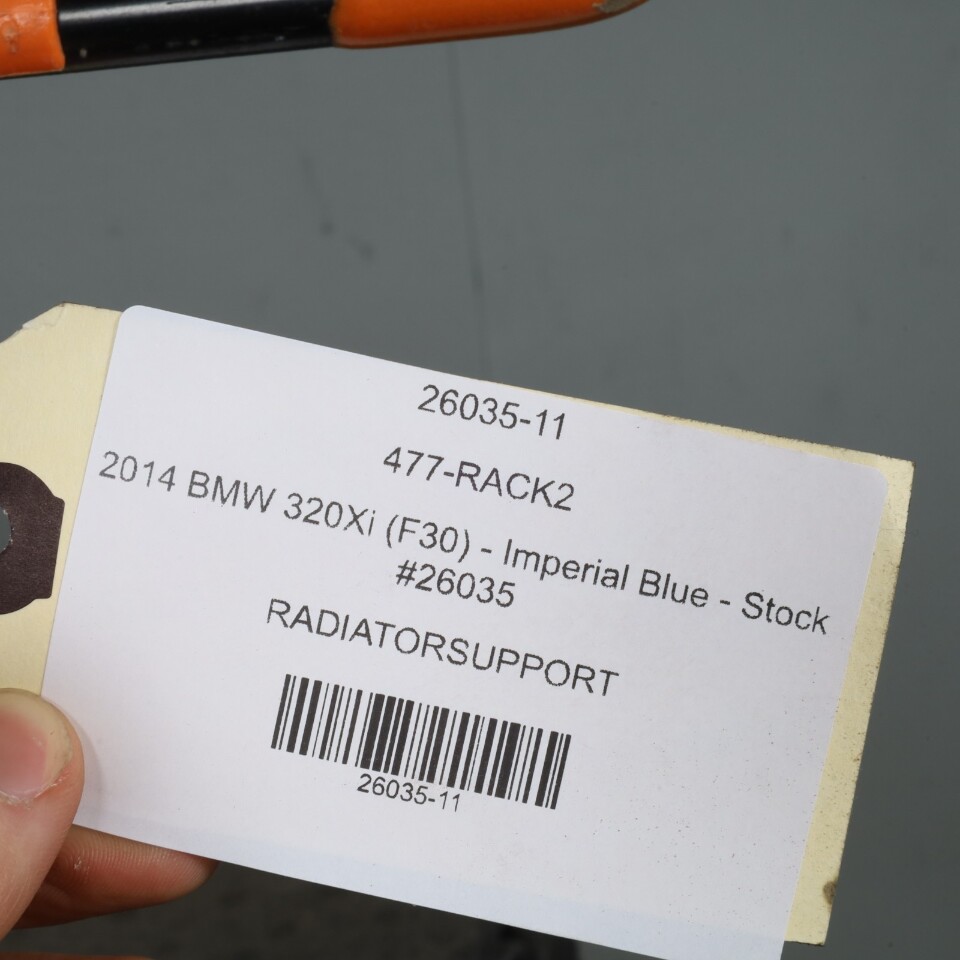 26035-11
477-RACK2
2014 BMW 320Xi (F30) - Imperial Blue - Stock
#26035
RADIATORSUPPORT
26035-11